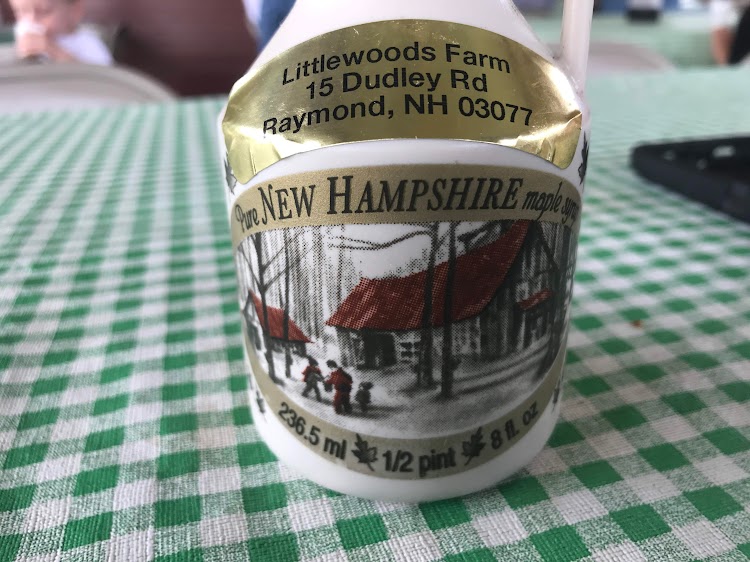 Littlewoods Farm
15 Dudley Rd
Raymond, NH 03077
Pure NEW HAMPSHIRE maple
236.5 ml 1/2 pint 8 fl. oz